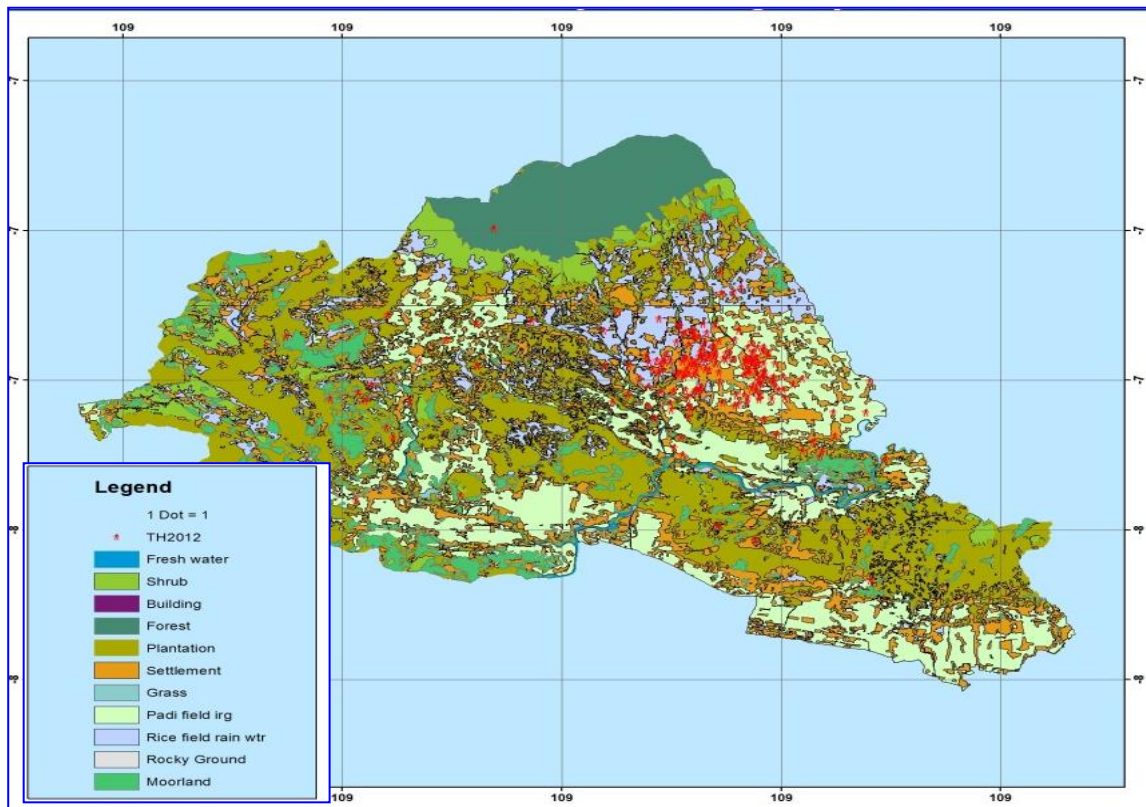 109 109 109 109 109
-7 -7
-7 -7
-7 -7
-8 -8
-8 -8
Legend
1 Dot = 1
TH2012
Fresh water
Shrub
Building
Forest
Plantation
Settlement
Grass
Padi field irg
Rice field rain wtr
Rocky Ground
Moorland
109 109 109 109